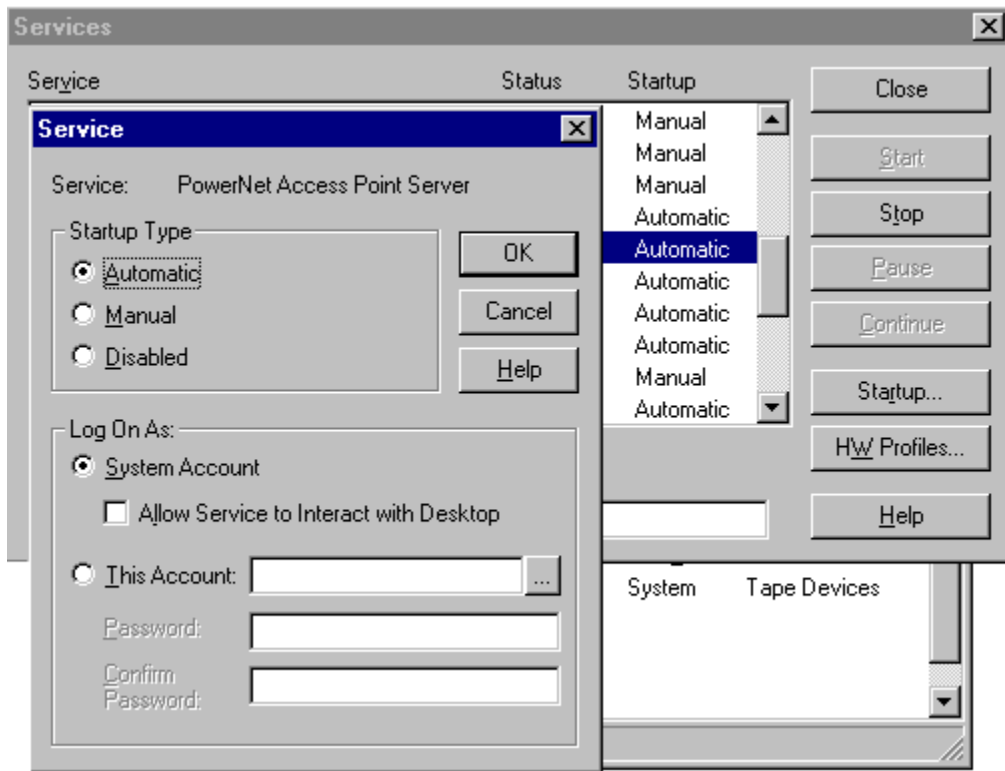 Services
Service Status Startup Close
Service
Manual
Manual Start
Service: PowerNet Access Point Server Manual
Startup Type Automatic Stop
Automatic OK Automatic
Automatic Pause
Manual Cancel Automatic Continue
Disabled Automatic
Help Manual
Automatic Startup...
Log On As:
System Account HW Profiles...
Allow Service to Interact with Desktop Help
This Account: ... System Tape Devices
Password:
Confirm
Password: